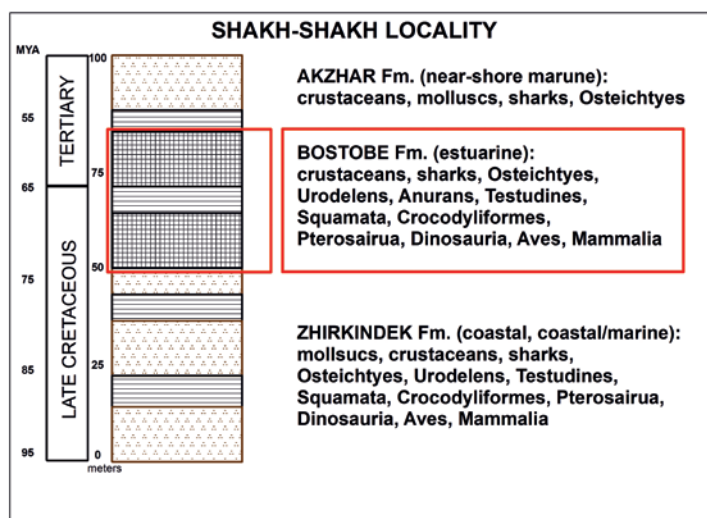 SHAKH-SHAKH LOCALITY
MYA
100
AKZHAR Fm. (near-shore marune):
crustaceans, molluscs, sharks, Osteichtyes
55
TERTIARY
BOSTOBE Fm. (estuarine):
crustaceans, sharks, Osteichtyes,
Urodelens, Anurans, Testudines,
Squamata, Crocodyliformes,
Pterosairua, Dinosauria, Aves, Mammalia
75
65
50
75
LATE CRETACEOUS
ZHIRKINDEK Fm. (coastal, coastal/marine):
mollsucs, crustaceans, sharks,
Osteichtyes, Urodelens, Testudines,
Squamata, Crocodyliformes, Pterosairua,
Dinosauria, Aves, Mammalia
25
85
95
0
meters